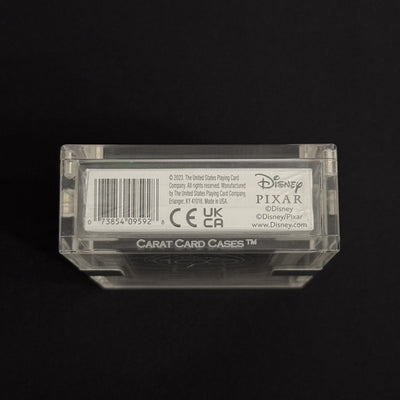 © 2023, The United States Playing Card
Company. All rights reserved. Manufactured
by The United States Playing Card Company.
Erlanger, KY 41018. Made in USA.
6 73854 09592 8
CE UK
CA
Disney
PIXAR
©Disney
©Disney/Pixar
www.Disney.com
CARAT CARD CASES™